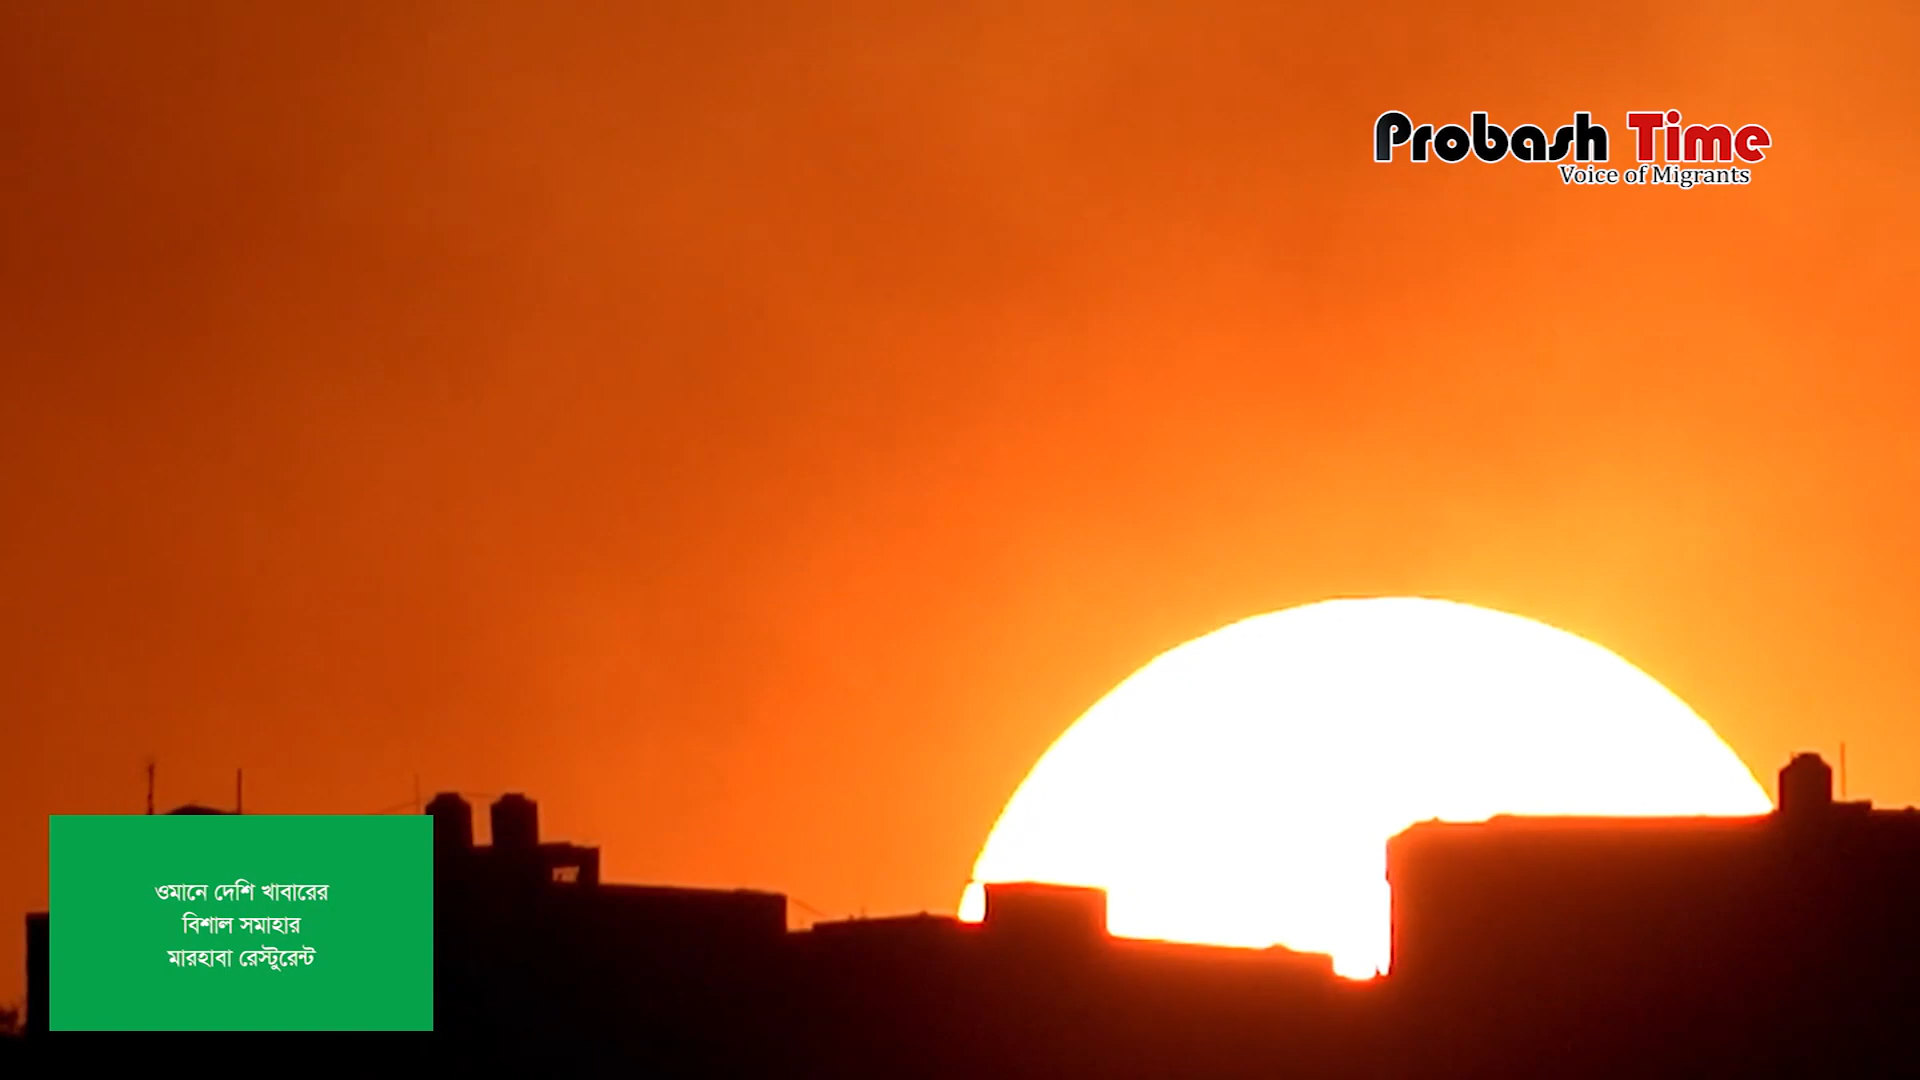 Probash Time
Voice of Migrants
ওমানে দেশি খাবারের
বিশাল সমাহার
মারহাবা রেস্টুরেন্ট